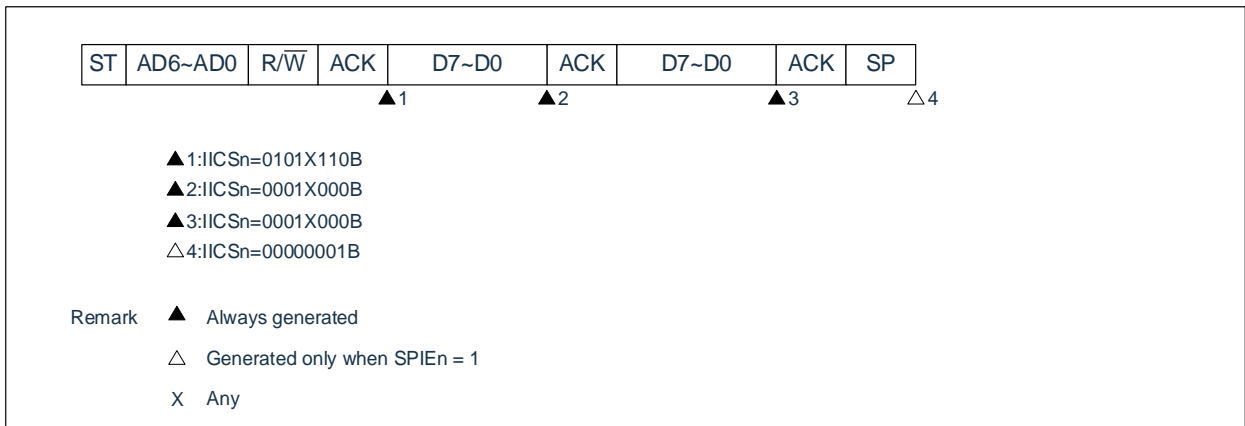 ST AD6~AD0 R/W̅ ACK D7~D0 ACK D7~D0 ACK SP
▲1 ▲2 ▲3 △4
▲1:IICSn=0101X110B
▲2:IICSn=0001X000B
▲3:IICSn=0001X000B
△4:IICSn=00000001B
Remark ▲ Always generated
△ Generated only when SPIEn = 1
X Any